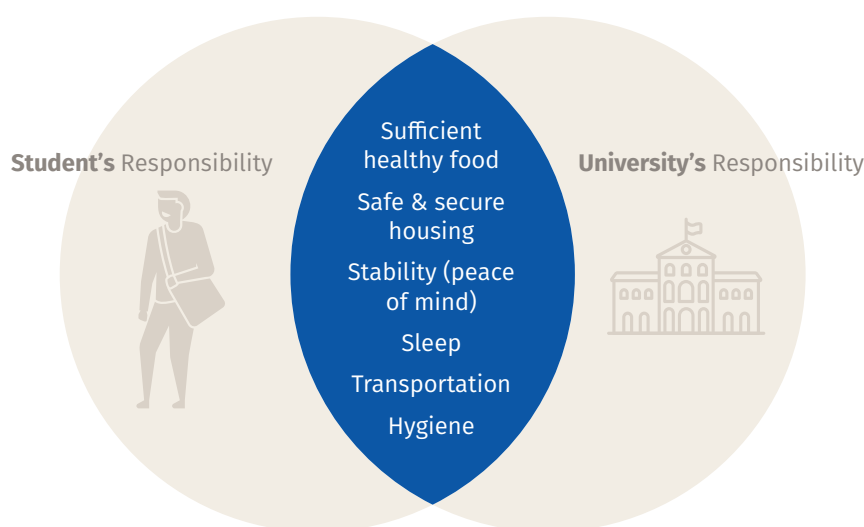 Student's Responsibility
Sufficient
healthy food
Safe & secure
housing
Stability (peace
of mind)
Sleep
Transportation
Hygiene
University's Responsibility